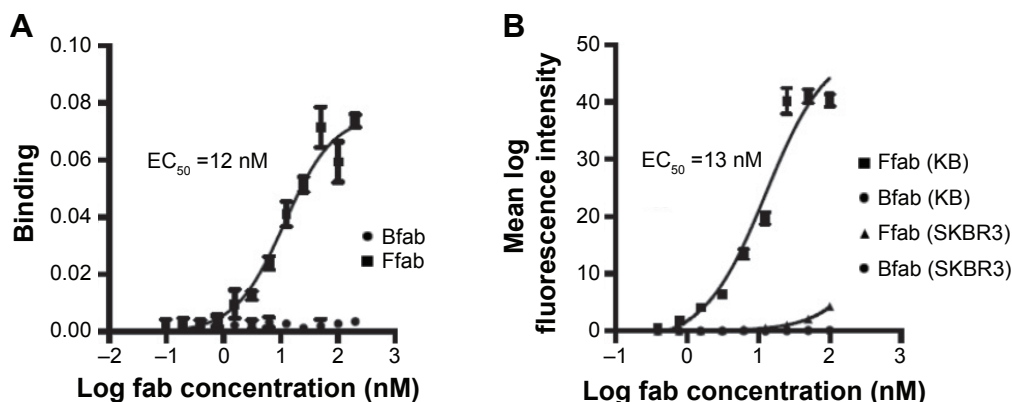 A
Binding
0.10
0.08
0.06
0.04
0.02
0.00
EC50 =12 nM
Bfab
Ffab
–2
–1
0
1
2
3
Log fab concentration (nM)
B
Mean log
fluorescence intensity
50
40
30
20
10
0
EC50 =13 nM
Ffab (KB)
Bfab (KB)
Ffab (SKBR3)
Bfab (SKBR3)
–1
0
1
2
3
Log fab concentration (nM)